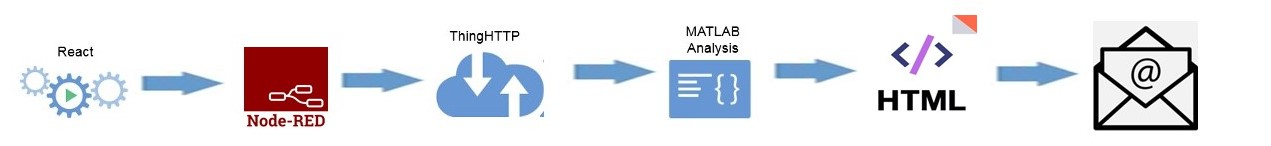 React
Node-RED
ThingHTTP
MATLAB
Analysis
{}
</>
HTML
@